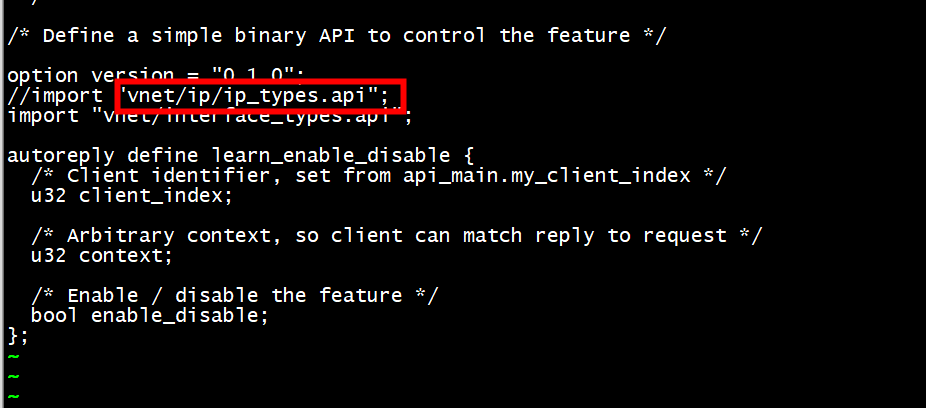 /* Define a simple binary API to control the feature */
option version = "0.1.0";
//import "vnet/ip/ip_types.api";
import "vnet/interface_types.api";
autoreply define learn_enable_disable {
/* Client identifier, set from api_main.my_client_index */
u32 client_index;
/* Arbitrary context, so client can match reply to request */
u32 context;
/* Enable / disable the feature */
bool enable_disable;
};
~
~
~